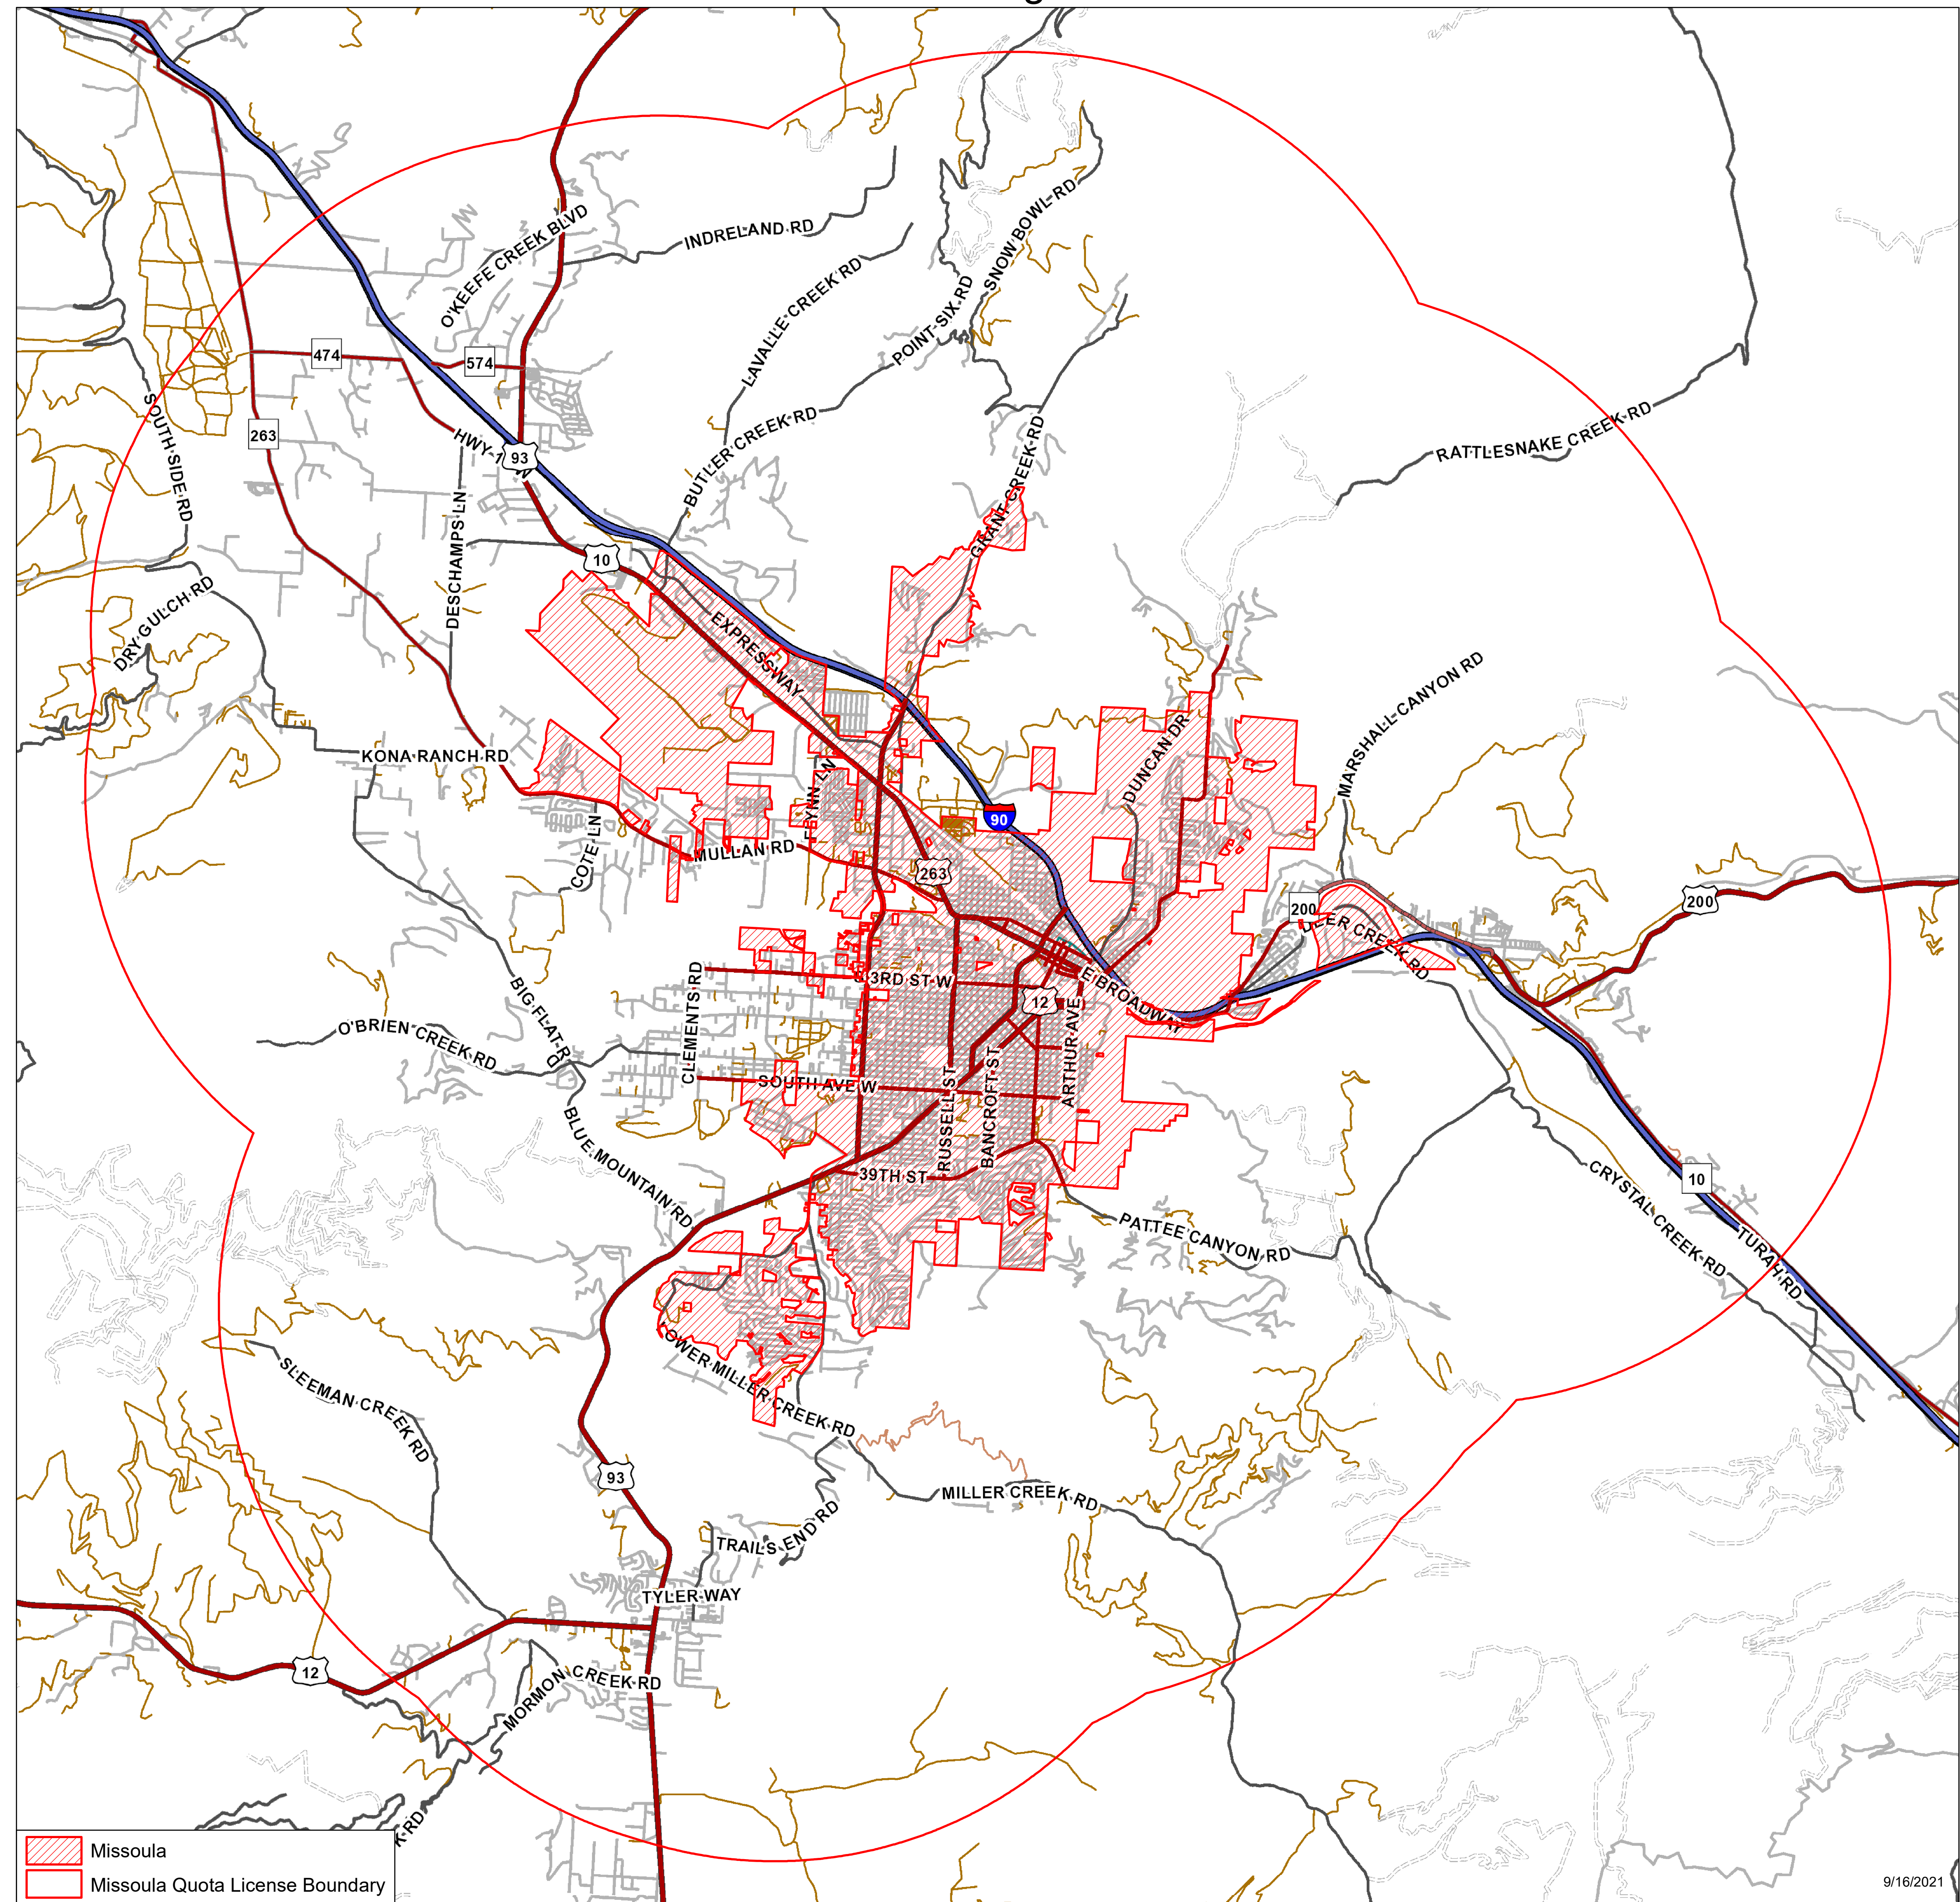 SNOW BOWL RD
O'KEEFE CREEK BLVD
INDRELAND RD
LAVALLE CREEK RD
POINT SIX RD
474
574
SOUTH SIDE RD
263
93
BUTLER CREEK RD
GRANT CREEK RD
RATTLESNAKE CREEK RD
DESCHAMPS LN
10
DRY GULCH RD
EXPRESSWAY
DUNCAN DR
MARSHALL CANYON RD
KONA RANCH RD
FLYNN LN
90
COTE LN
MULLAN RD
263
200
200
DEER CREEK RD
3RD ST W
CLEMENTS RD
E BROADWAY
12
BIG FLAT RD
O'BRIEN CREEK RD
ARTHUR AVE
SOUTH AVE W
RUSSELL ST
BANCROFT ST
BLUE MOUNTAIN RD
39TH ST
10
CRYSTAL CREEK RD
PATTEE CANYON RD
TURAH RD
OWER MILLER CREEK RD
SLEEMAN CREEK RD
93
MILLER CREEK RD
TRAILS END RD
TYLER WAY
12
MORMON CREEK RD
K RD
Missoula
Missoula Quota License Boundary
9/16/2021